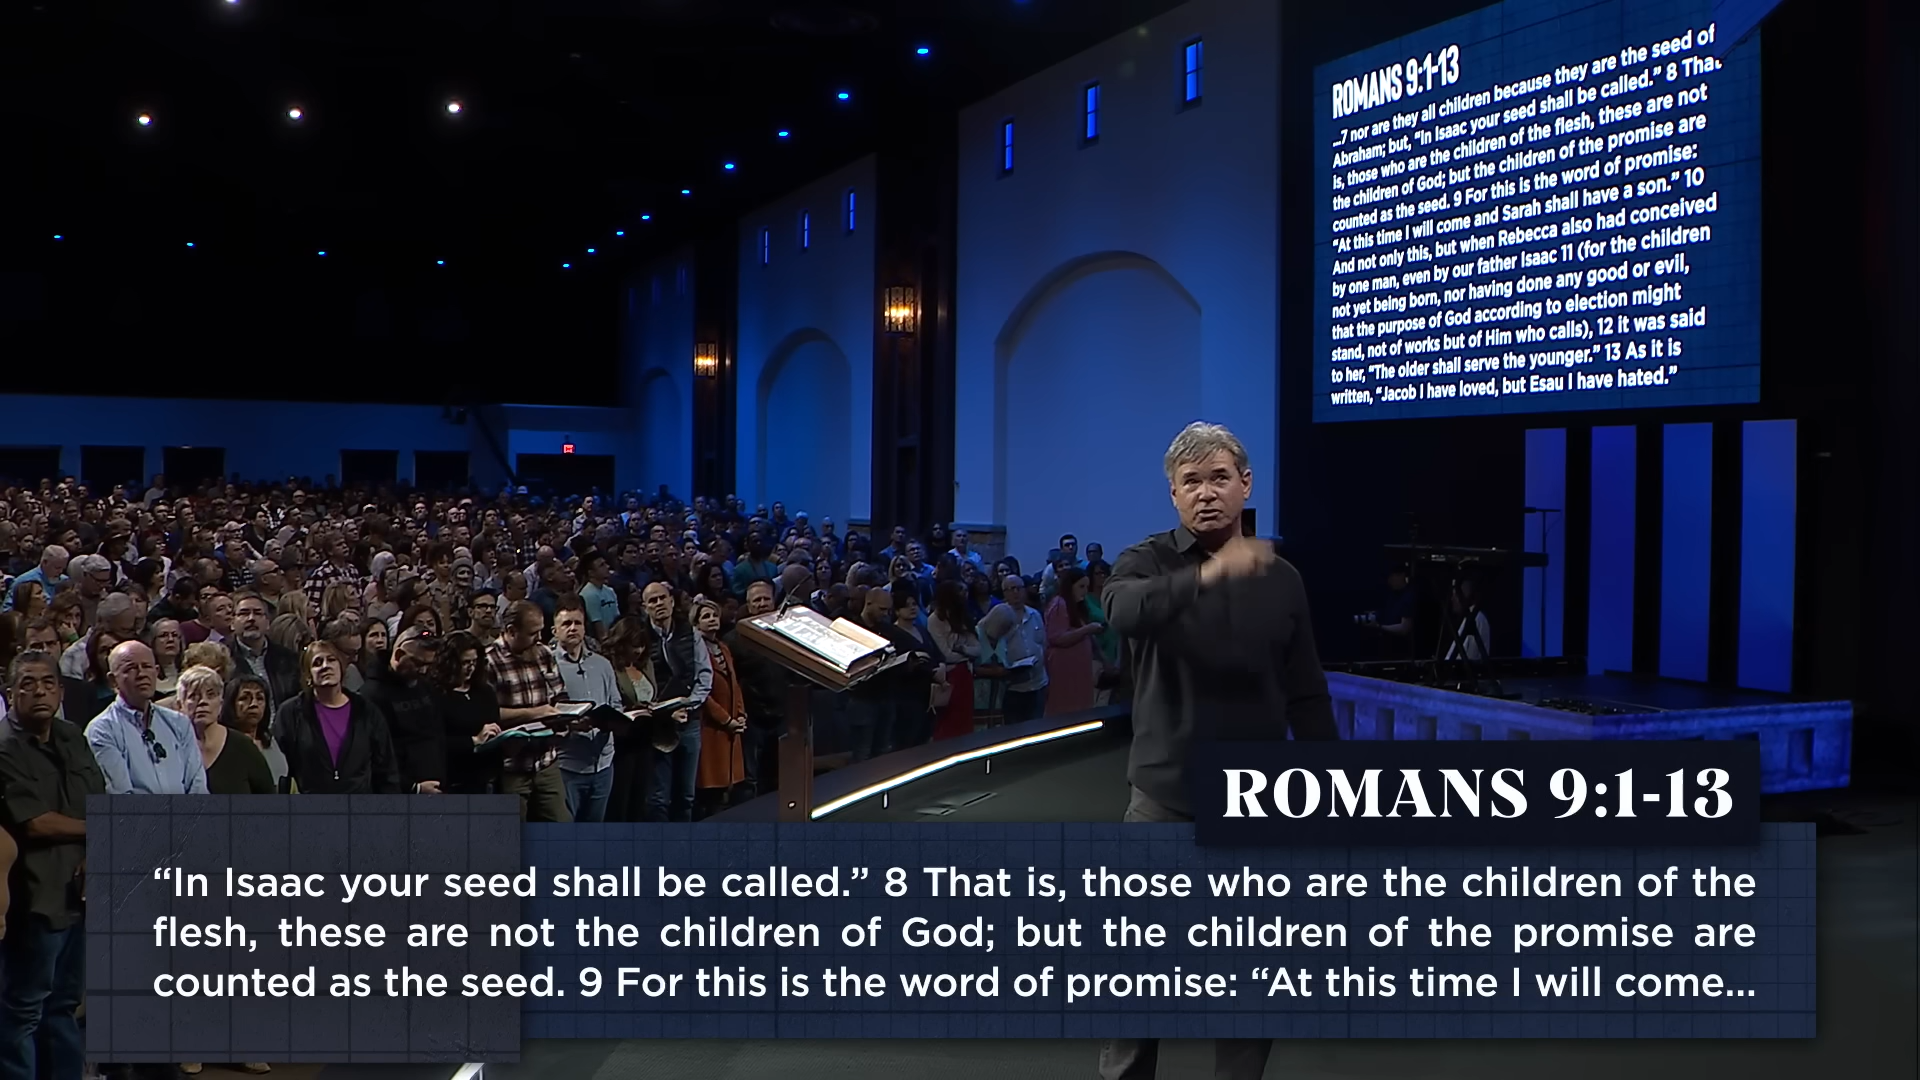 ROMANS 9:1-13
...7 nor are they all children because they are the seed of
Abraham; but, “In Isaac your seed shall be called.” 8 That
is, those who are the children of the flesh, these are not
the children of God; but the children of the promise are
counted as the seed. 9 For this is the word of promise:
“At this time I will come and Sarah shall have a son.” 10
And not only this, but when Rebecca also had conceived
by one man, even by our father Isaac 11 (for the children
not yet being born, nor having done any good or evil,
that the purpose of God according to election might
stand, not of works but of Him who calls), 12 it was said
to her, “The older shall serve the younger.” 13 As it is
written, “Jacob I have loved, but Esau I have hated.”
ROMANS 9:1-13
“In Isaac your seed shall be called.” 8 That is, those who are the children of the
flesh, these are not the children of God; but the children of the promise are
counted as the seed. 9 For this is the word of promise: “At this time I will come...